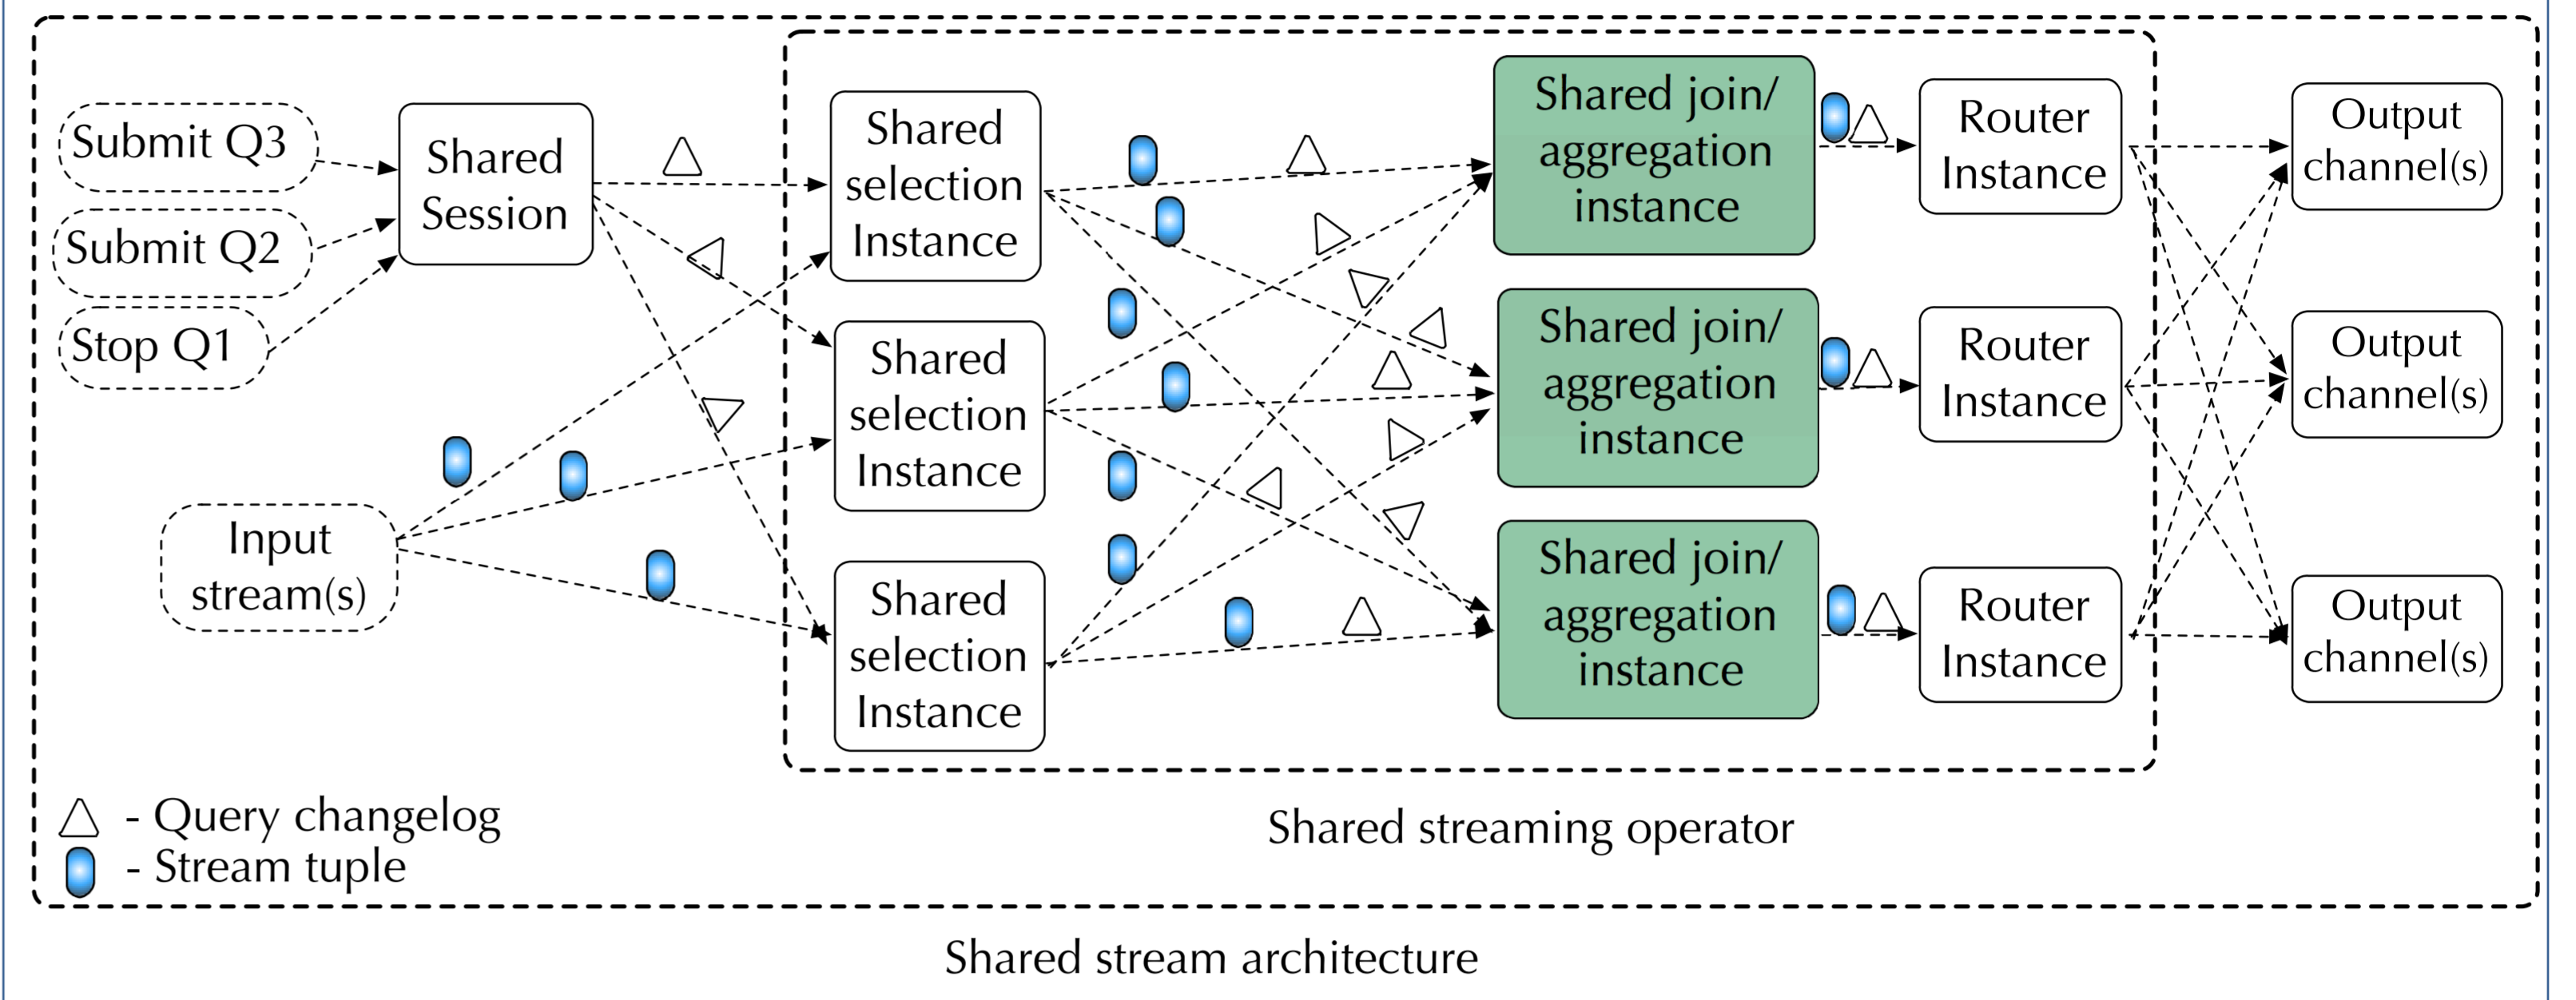 Submit Q3
Submit Q2
Stop Q1
Shared
Session
Input
stream(s)
Shared
selection
Instance
Shared
selection
Instance
Shared
selection
Instance
Shared join/
aggregation
instance
Shared join/
aggregation
instance
Shared join/
aggregation
instance
Router
Instance
Router
Instance
Router
Instance
Output
channel(s)
Output
channel(s)
Output
channel(s)
- Query changelog
- Stream tuple
Shared streaming operator
Shared stream architecture